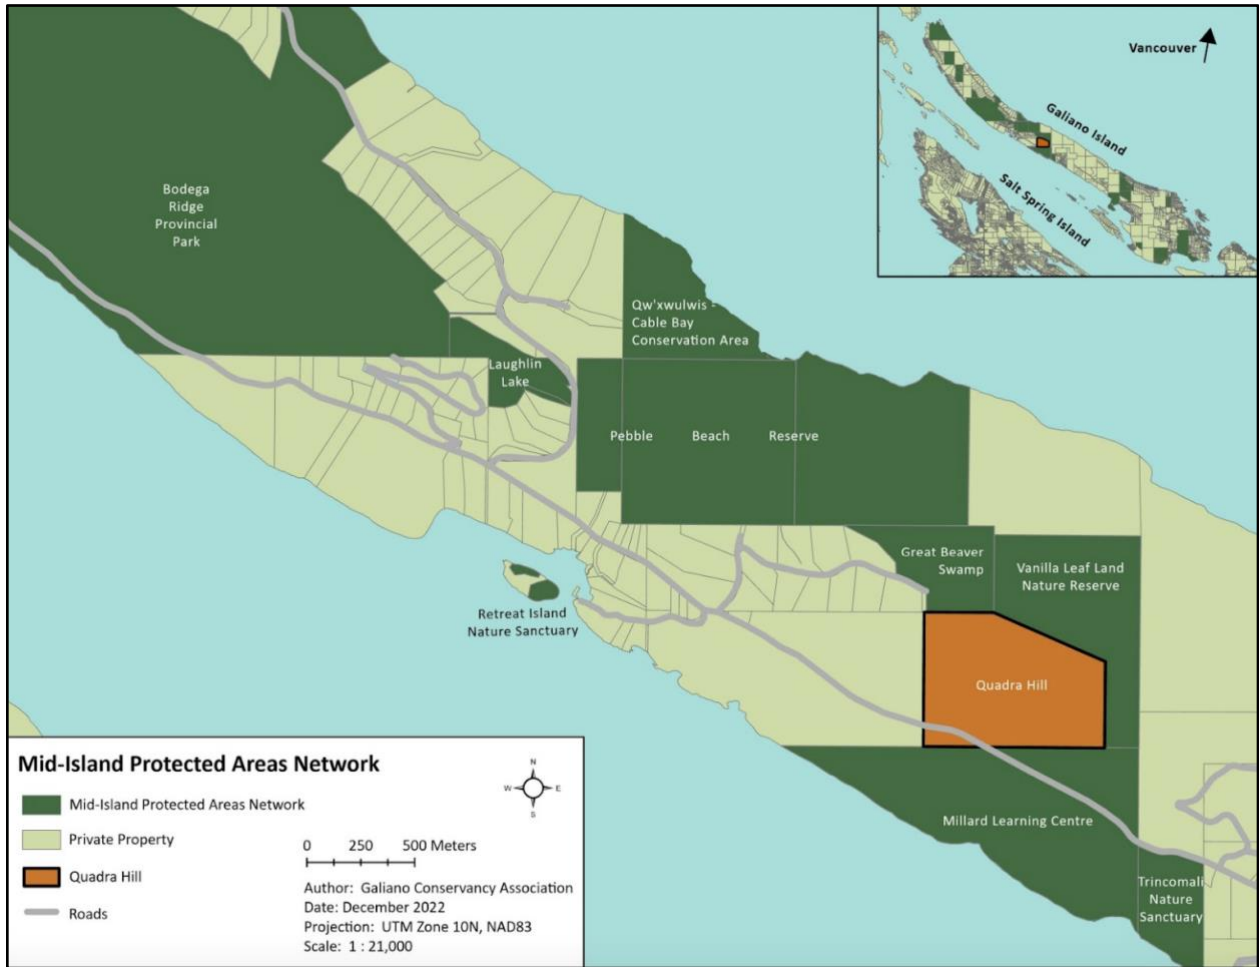 Vancouver
Galiano Island
Salt Spring Island
Bodega
Ridge
Provincial
Park
Qw'xwulwis -
Cable Bay
Conservation Area
Laughlin
Lake
Pebble Beach Reserve
Great Beaver
Swamp
Vanilla Leaf Land
Nature Reserve
Retreat Island
Nature Sanctuary
Quadra Hill
Millard Learning Centre
Trincomali
Nature
Sanctuary
Mid-Island Protected Areas Network
Mid-Island Protected Areas Network
Private Property
Quadra Hill
Roads
N
W E
S
0 250 500 Meters
Author: Galiano Conservancy Association
Date: December 2022
Projection: UTM Zone 10N, NAD83
Scale: 1 : 21,000